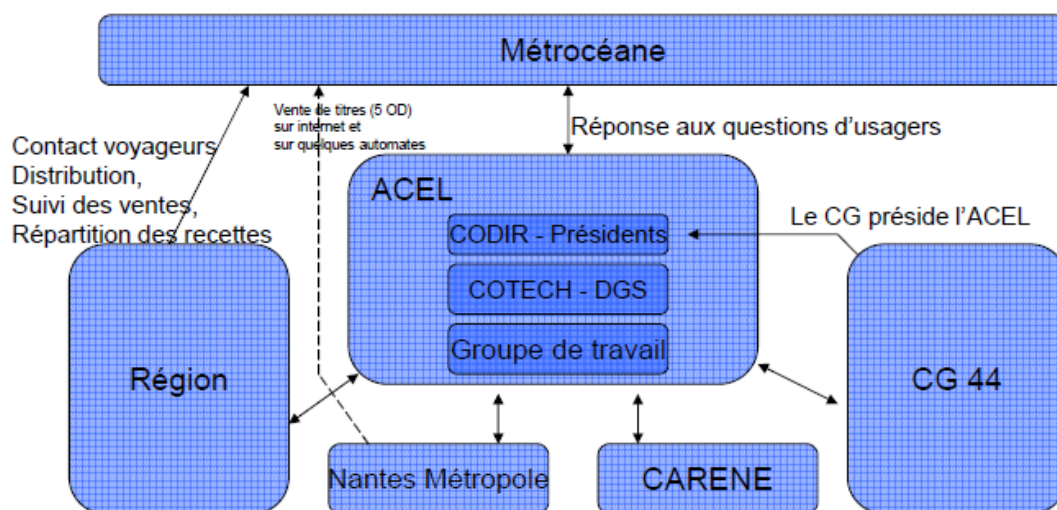 Métrocéane
Vente de titres (5 OD)
sur internet et
sur quelques automates
Réponse aux questions d'usagers
Contact voyageurs
Distribution,
Suivi des ventes,
Répartition des recettes
ACEL
CODIR - Présidents
COTECH - DGS
Groupe de travail
Le CG préside l'ACEL
Région
CG 44
Nantes Métropole
CARENE